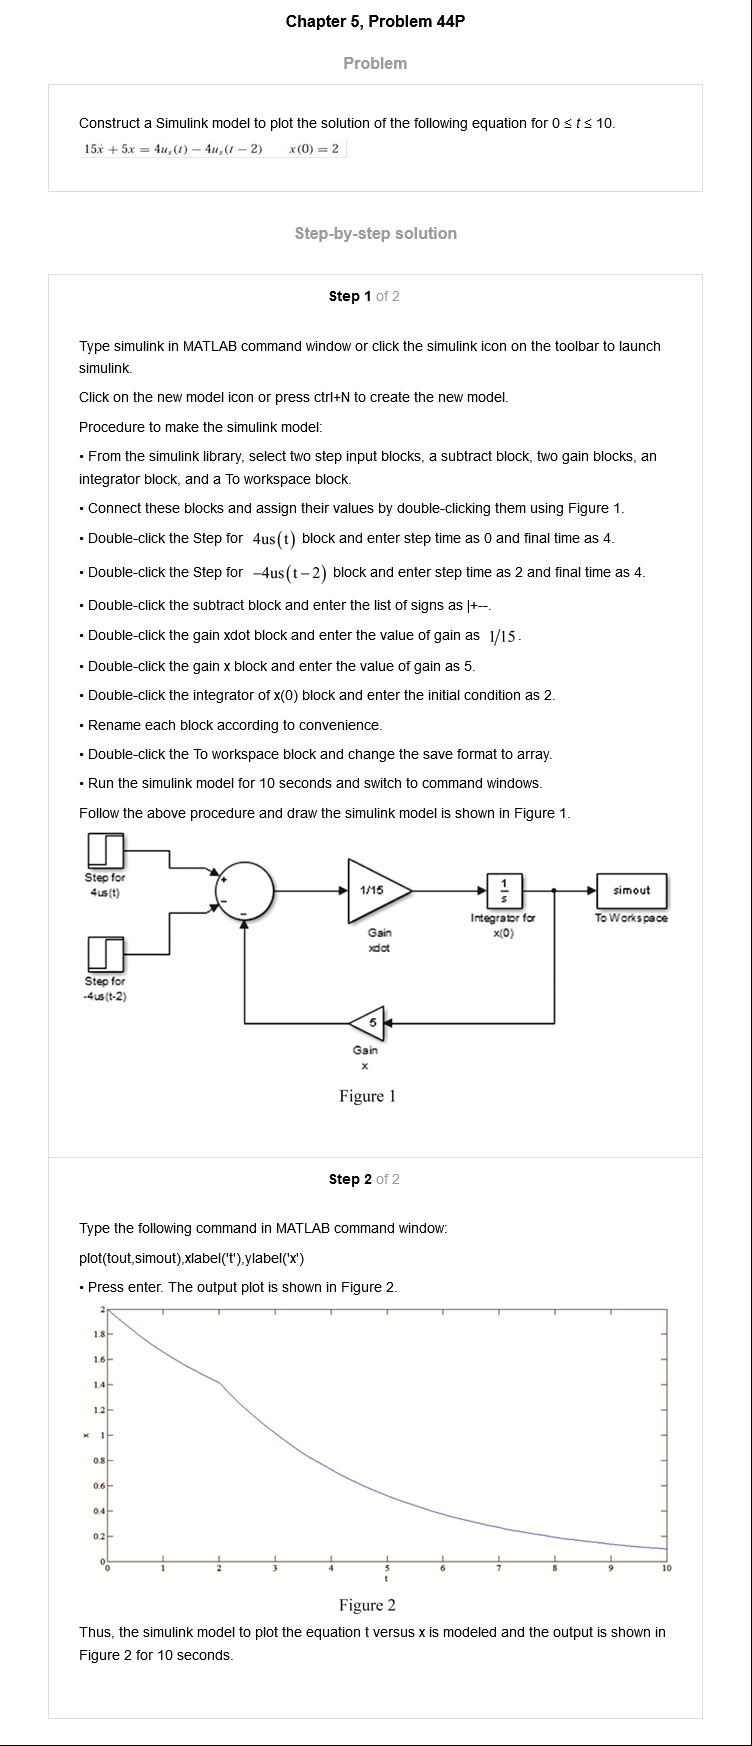 Chapter 5, Problem 44P
Problem
Construct a Simulink model to plot the solution of the following equation for 0 ≤ t ≤ 10.
15ẋ + 5x = 4uₛ(t) − 4uₛ(t − 2) x(0) = 2
Step-by-step solution
Step 1 of 2
Type simulink in MATLAB command window or click the simulink icon on the toolbar to launch
simulink.
Click on the new model icon or press ctrl+N to create the new model.
Procedure to make the simulink model:
• From the simulink library, select two step input blocks, a subtract block, two gain blocks, an
integrator block, and a To workspace block.
• Connect these blocks and assign their values by double-clicking them using Figure 1.
• Double-click the Step for 4us(t) block and enter step time as 0 and final time as 4.
• Double-click the Step for −4us(t−2) block and enter step time as 2 and final time as 4.
• Double-click the subtract block and enter the list of signs as |+--.
• Double-click the gain xdot block and enter the value of gain as 1/15.
• Double-click the gain x block and enter the value of gain as 5.
• Double-click the integrator of x(0) block and enter the initial condition as 2.
• Rename each block according to convenience.
• Double-click the To workspace block and change the save format to array.
• Run the simulink model for 10 seconds and switch to command windows.
Follow the above procedure and draw the simulink model is shown in Figure 1.
Step for
4us(t)
+
−
−
Step for
-4us(t-2)
1/15
Gain
xdot
1
s
Integrator for
x(0)
simout
To Workspace
5
Gain
x
Figure 1
Step 2 of 2
Type the following command in MATLAB command window:
plot(tout,simout),xlabel('t'),ylabel('x')
• Press enter. The output plot is shown in Figure 2.
2
1.8
1.6
1.4
1.2
x 1
0.8
0.6
0.4
0.2
0
0 1 2 3 4 5 6 7 8 9 10
t
Figure 2
Thus, the simulink model to plot the equation t versus x is modeled and the output is shown in
Figure 2 for 10 seconds.